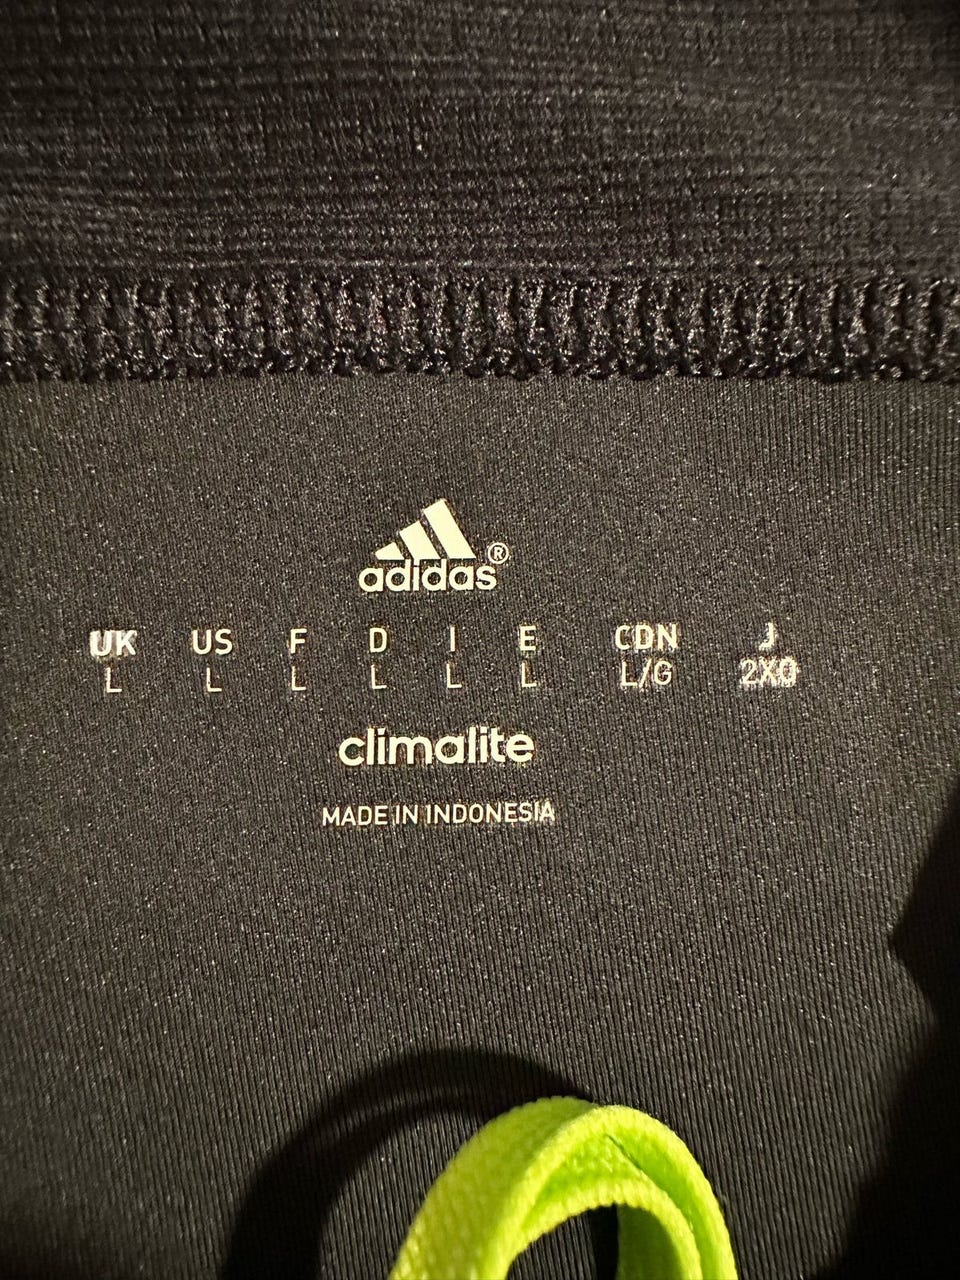 adidas®
UK US F D I E CDN J
L L L L L L L/G 2XO
climalite
MADE IN INDONESIA